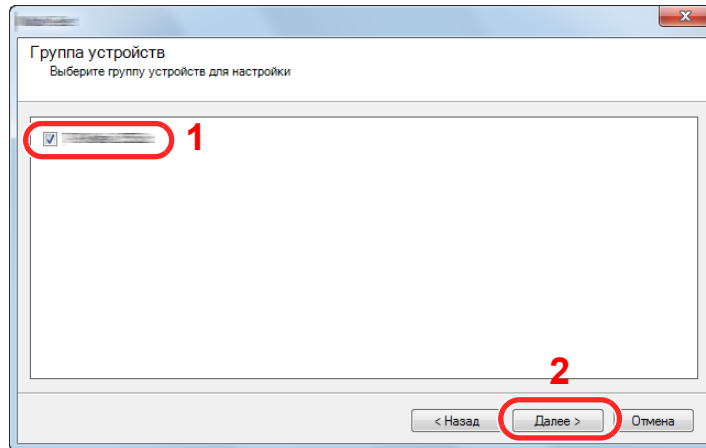 Группа устройств
Выберите группу устройств для настройки
1
2
< Назад
Далее >
Отмена